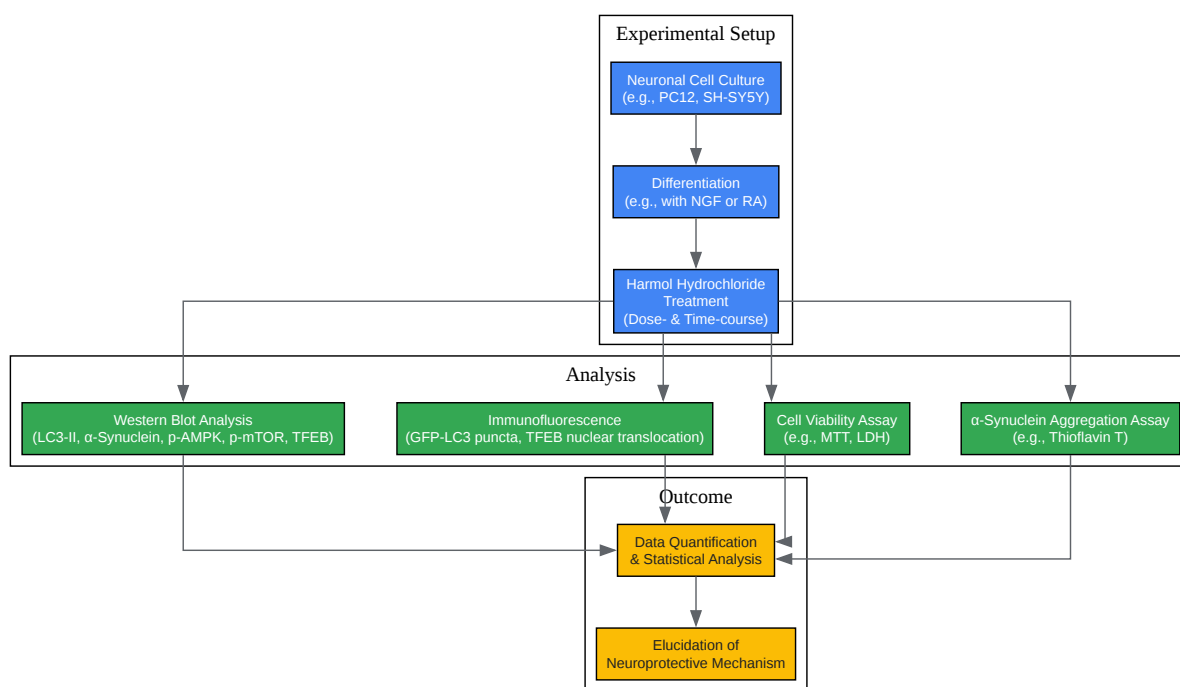 Experimental Setup
Neuronal Cell Culture
(e.g., PC12, SH-SY5Y)
Differentiation
(e.g., with NGF or RA)
Harmol Hydrochloride
Treatment
(Dose- & Time-course)
Analysis
Western Blot Analysis
(LC3-II, α-Synuclein, p-AMPK, p-mTOR, TFEB)
Immunofluorescence
(GFP-LC3 puncta, TFEB nuclear translocation)
Cell Viability Assay
(e.g., MTT, LDH)
α-Synuclein Aggregation Assay
(e.g., Thioflavin T)
Outcome
Data Quantification
& Statistical Analysis
Elucidation of
Neuroprotective Mechanism